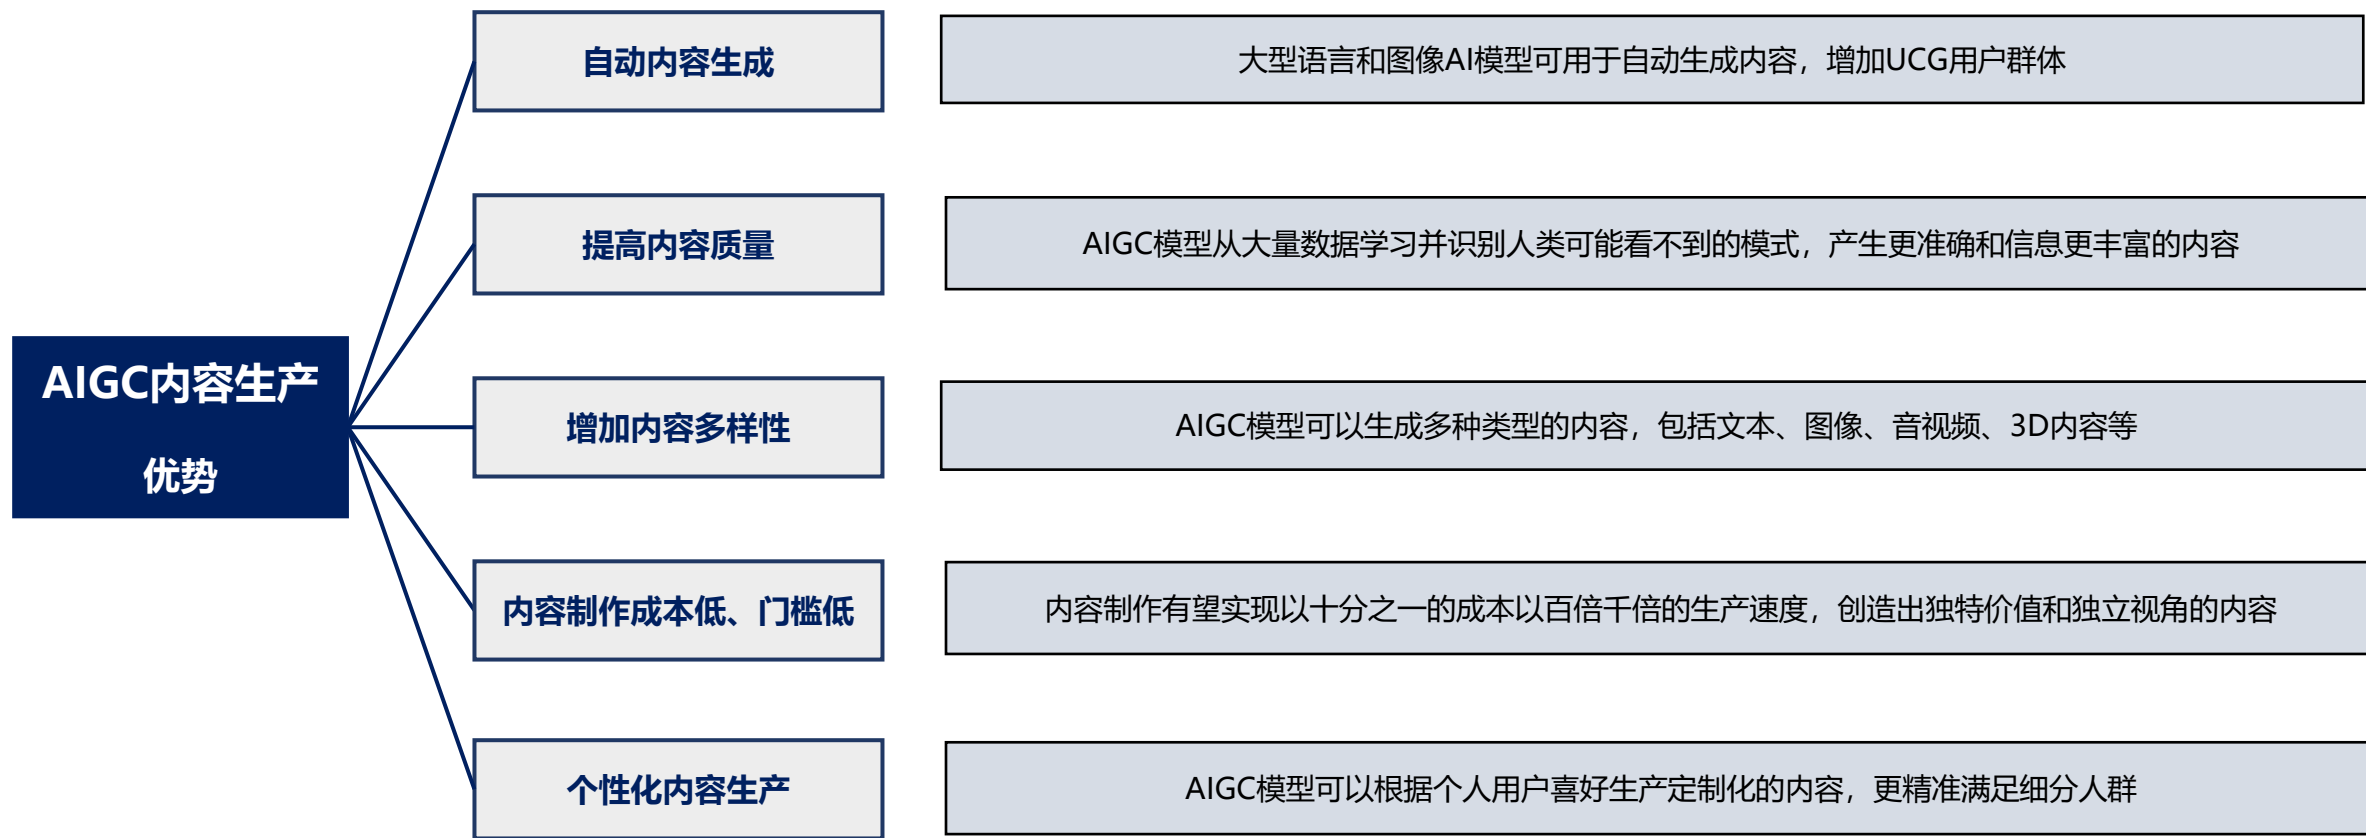 自动内容生成
大型语言和图像AI模型可用于自动生成内容，增加UCG用户群体
提高内容质量
AIGC模型从大量数据学习并识别人类可能看不到的模式，产生更准确和信息更丰富的内容
AIGC内容生产
优势
增加内容多样性
AIGC模型可以生成多种类型的内容，包括文本、图像、音视频、3D内容等
内容制作成本低、门槛低
内容制作有望实现以十分之一的成本以百倍千倍的生产速度，创造出独特价值和独立视角的内容
个性化内容生产
AIGC模型可以根据个人用户喜好生产定制化的内容，更精准满足细分人群